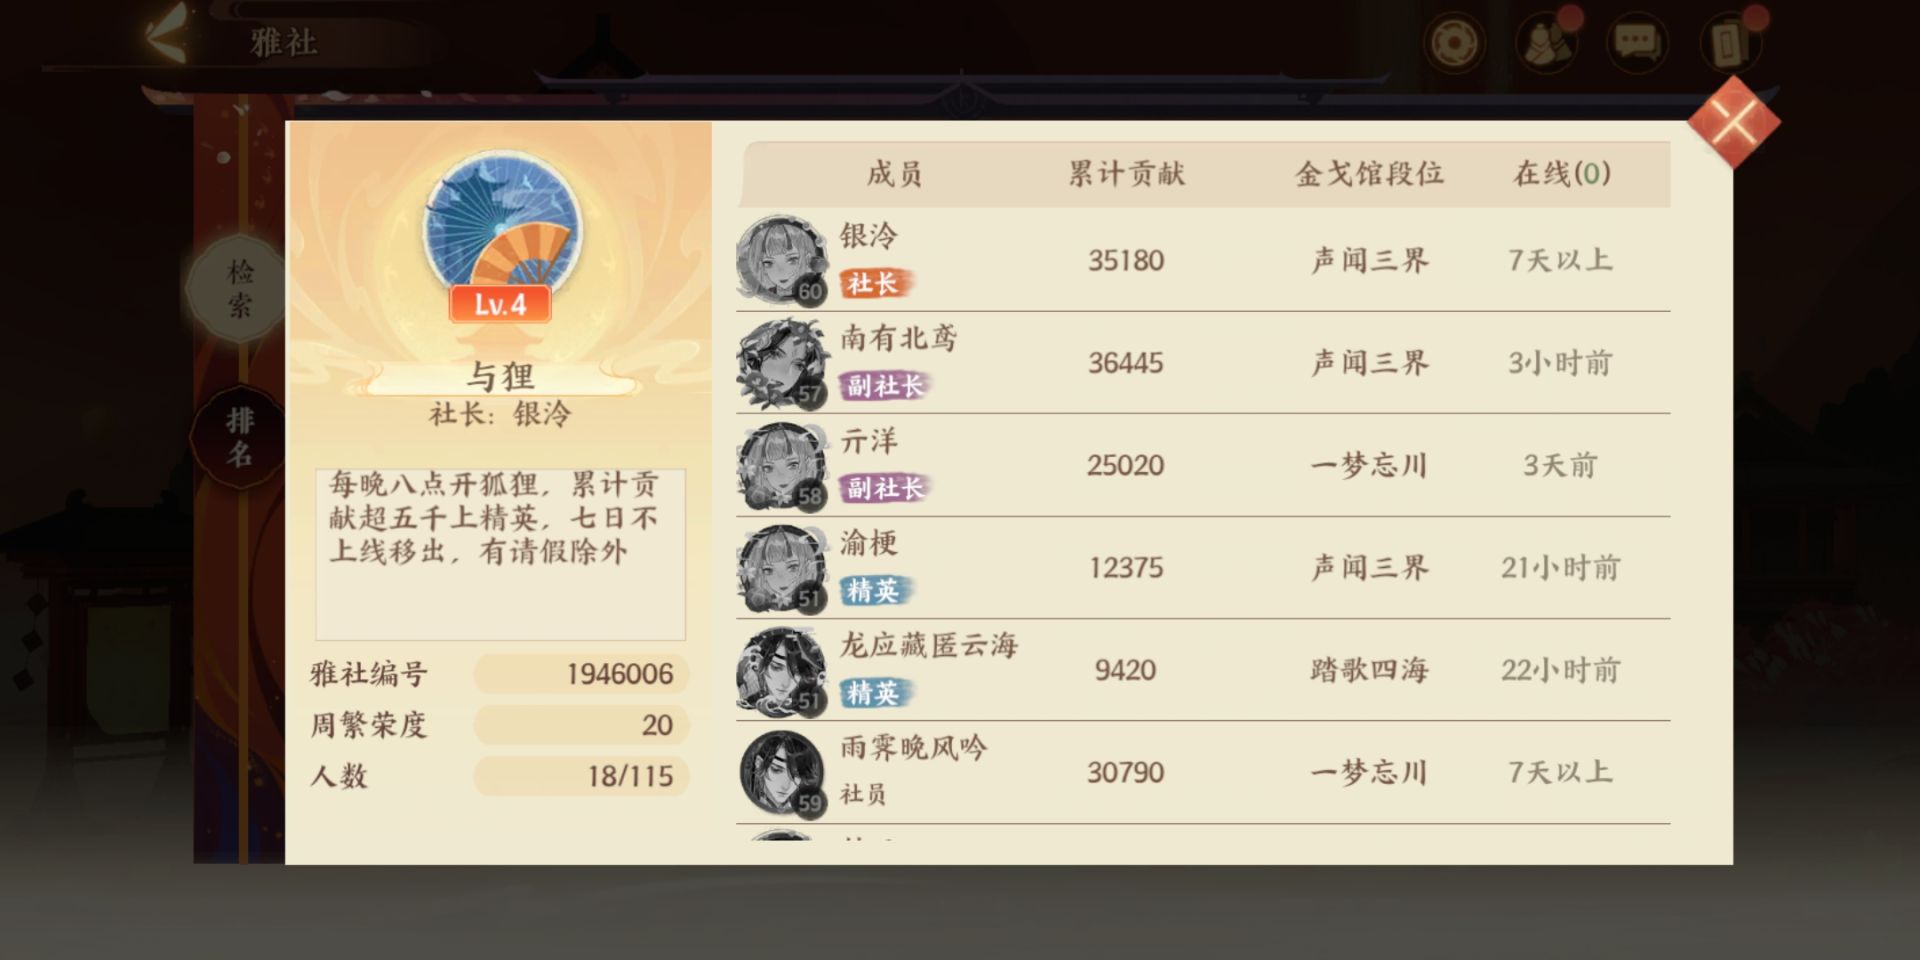 雅社
检索
排名
Lv.4
与狸
社长：银泠
每晚八点开狐狸，累计贡
献超五千上精英，七日不
上线移出，有请假除外
雅社编号 1946006
周繁荣度 20
人数 18/115
成员 累计贡献 金戈馆段位 在线(0)
银泠
社长 60 35180 声闻三界 7天以上
南有北鸢
副社长 57 36445 声闻三界 3小时前
亓洋
副社长 58 25020 一梦忘川 3天前
渝梗
精英 51 12375 声闻三界 21小时前
龙应藏匿云海
精英 51 9420 踏歌四海 22小时前
雨霁晚风吟
社员 59 30790 一梦忘川 7天以上